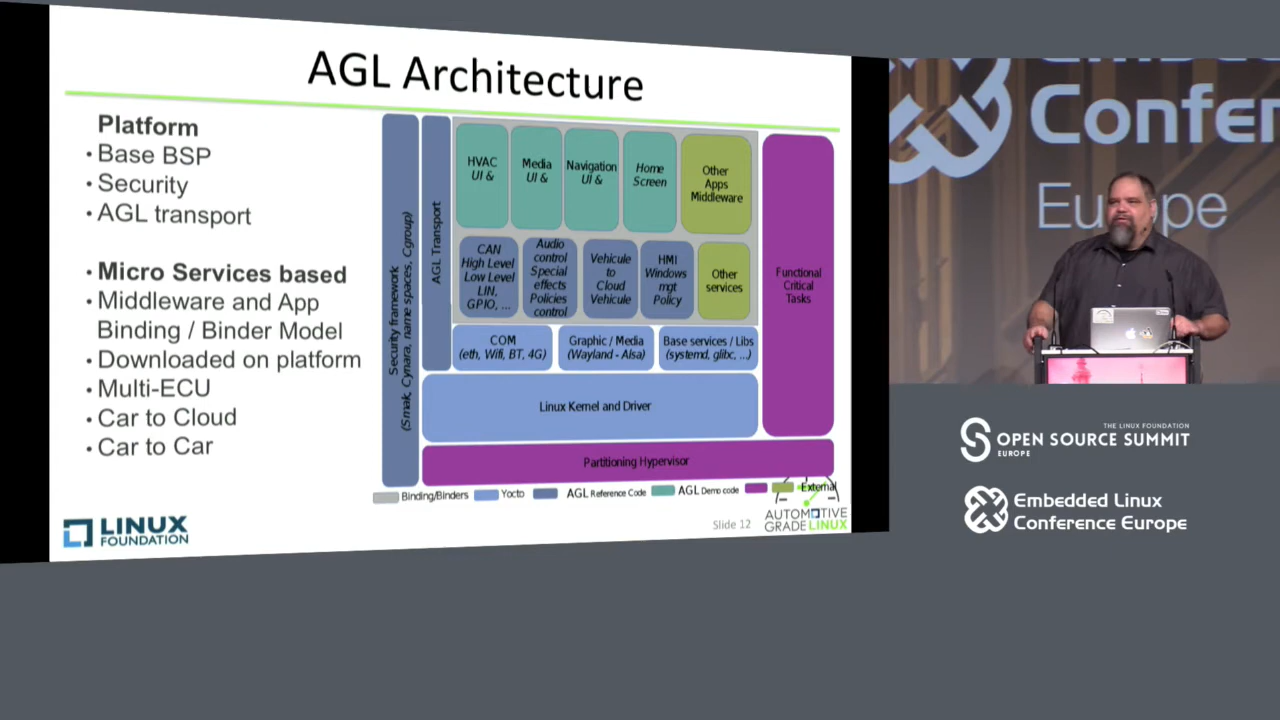 AGL Architecture
Platform
• Base BSP
• Security
• AGL transport
• Micro Services based
• Middleware and App
Binding / Binder Model
• Downloaded on platform
• Multi-ECU
• Car to Cloud
• Car to Car
Security framework
(Smak, Cynara, name spaces, Cgroup)
AGL Transport
HVAC
UI &
Media
UI &
Navigation
UI &
Home
Screen
Other
Apps
Middleware
CAN
High Level
Low Level
LIN,
GPIO, ...
Audio
control
Special
effects
Policies
control
Vehicule
to
Cloud
Vehicule
HMI
Windows
mgt
Policy
Other
services
Functional
Critical
Tasks
COM
(eth, Wifi, BT, 4G)
Graphic / Media
(Wayland - Alsa)
Base services / Libs
(systemd, glibc, ...)
Linux Kernel and Driver
Partitioning Hypervisor
Binding/Binders
Yocto
AGL Reference Code
AGL Demo code
External
LINUX
FOUNDATION
Slide 12
AUTOMOTIVE
GRADE LINUX
Confer
Europe
THE LINUX FOUNDATION
OPEN SOURCE SUMMIT
EUROPE
Embedded Linux
Conference Europe